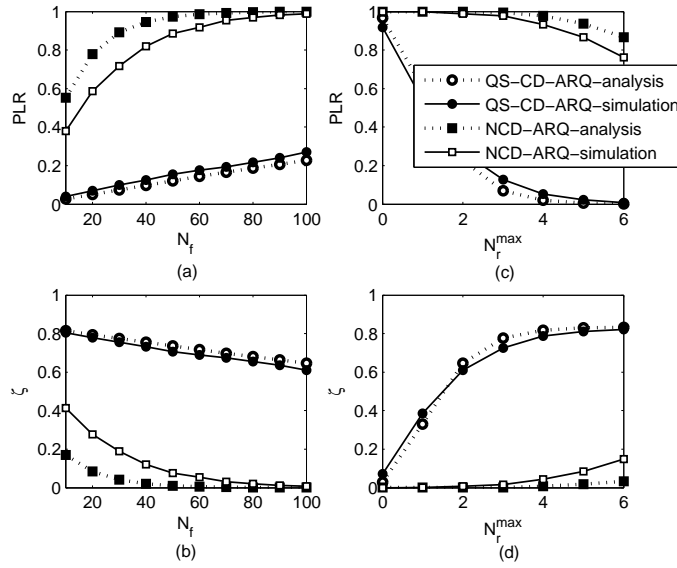 1
0.8
0.6
0.4
0.2
0
PLR
20 40 60 80 100
N_f
(a)
1
0.8
0.6
0.4
0.2
0
PLR
0 2 4 6
N_r^max
(c)
QS−CD−ARQ−analysis
QS−CD−ARQ−simulation
NCD−ARQ−analysis
NCD−ARQ−simulation
1
0.8
0.6
0.4
0.2
0
ζ
20 40 60 80 100
N_f
(b)
1
0.8
0.6
0.4
0.2
0
ζ
0 2 4 6
N_r^max
(d)